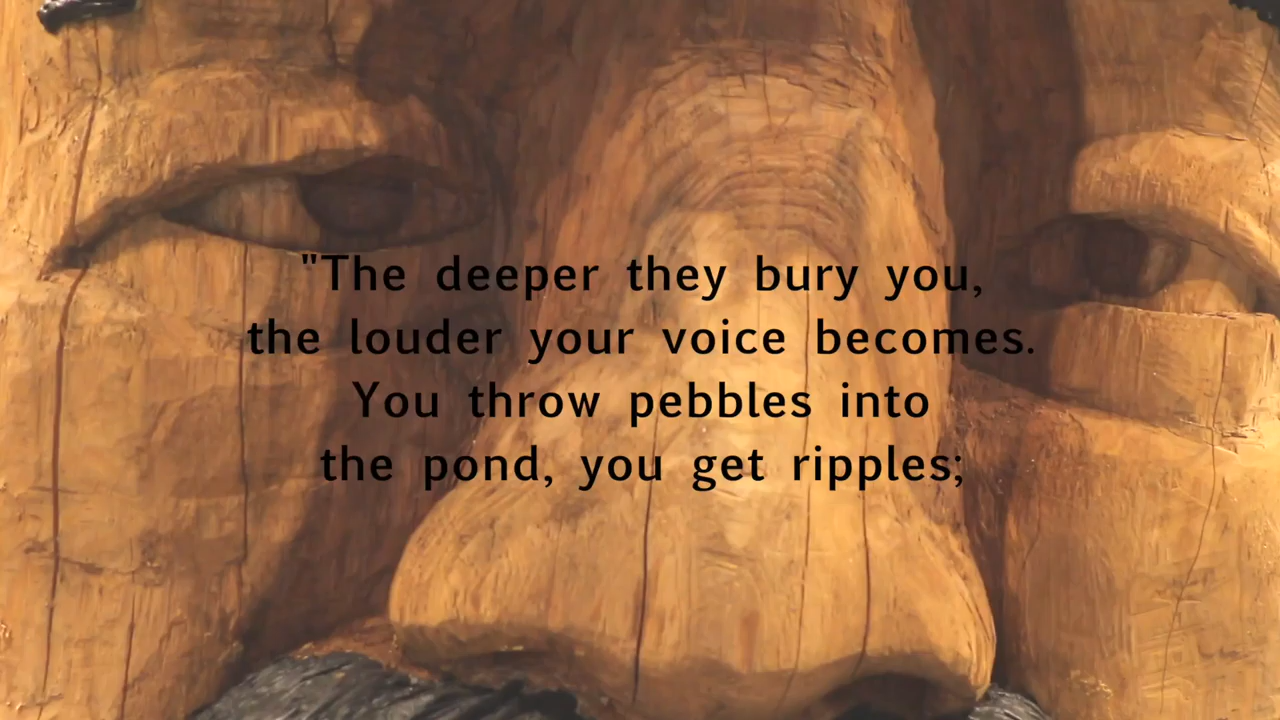 "The deeper they bury you,
the louder your voice becomes.
You throw pebbles into
the pond, you get ripples;